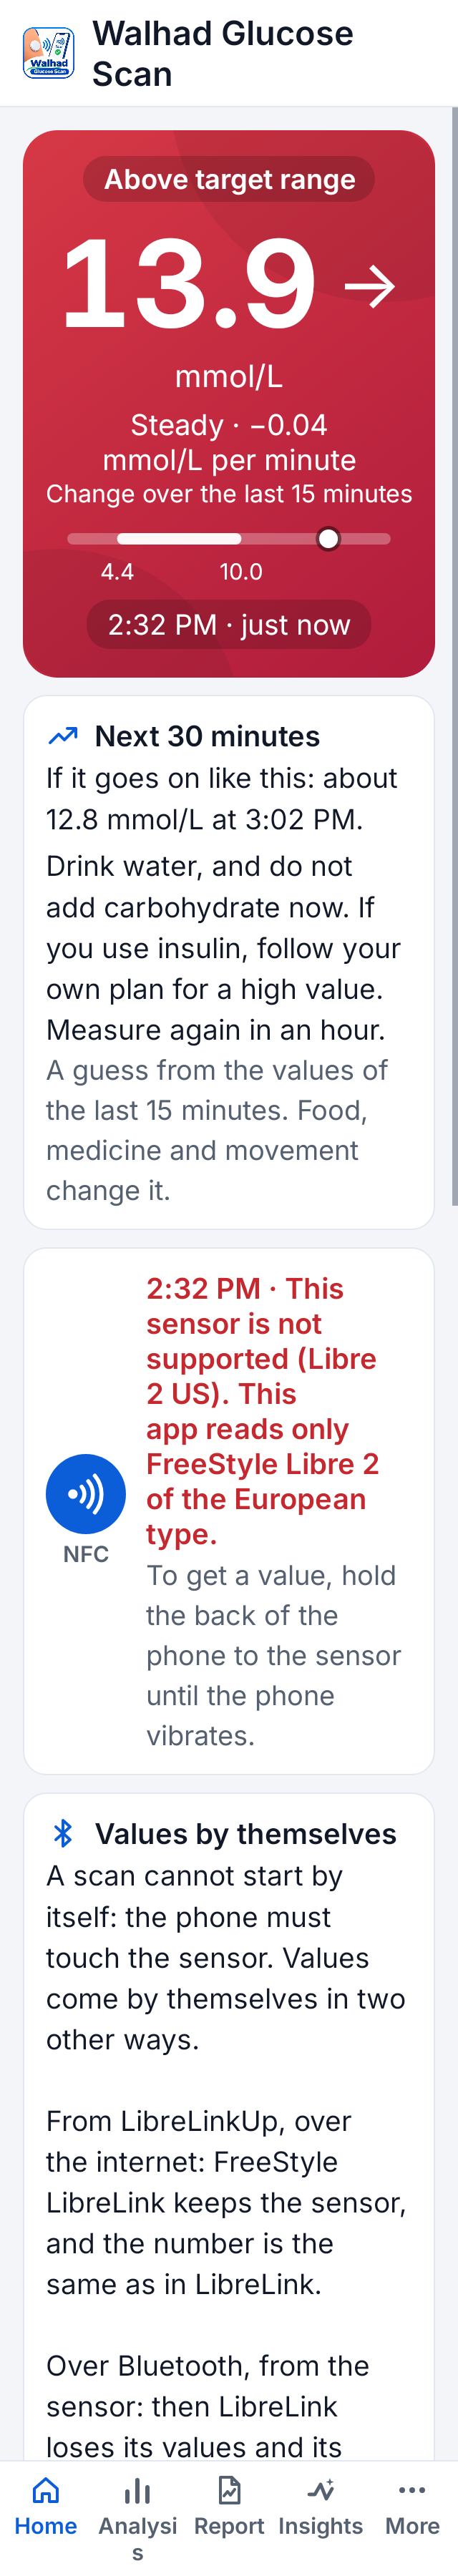 Walhad
Glucose Scan
Walhad Glucose
Scan
Above target range
13.9 →
mmol/L
Steady · −0.04
mmol/L per minute
Change over the last 15 minutes
4.4 10.0
2:32 PM · just now
Next 30 minutes
If it goes on like this: about
12.8 mmol/L at 3:02 PM.
Drink water, and do not
add carbohydrate now. If
you use insulin, follow your
own plan for a high value.
Measure again in an hour.
A guess from the values of
the last 15 minutes. Food,
medicine and movement
change it.
2:32 PM · This
sensor is not
supported (Libre
2 US). This
app reads only
FreeStyle Libre 2
of the European
type.
NFC
To get a value, hold
the back of the
phone to the sensor
until the phone
vibrates.
Values by themselves
A scan cannot start by
itself: the phone must
touch the sensor. Values
come by themselves in two
other ways.
From LibreLinkUp, over
the internet: FreeStyle
LibreLink keeps the sensor,
and the number is the
same as in LibreLink.
Over Bluetooth, from the
sensor: then LibreLink
loses its values and its
Home Analysi Report Insights More
s